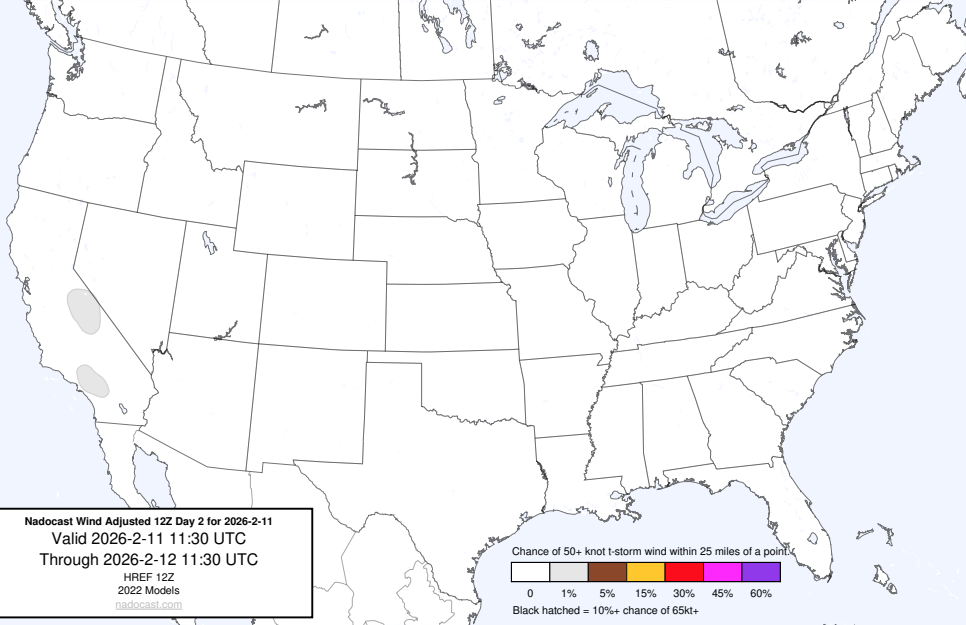 Nadocast Wind Adjusted 12Z Day 2 for 2026-2-11
Valid 2026-2-11 11:30 UTC
Through 2026-2-12 11:30 UTC
HREF 12Z
2022 Models
nadocast.com
Chance of 50+ knot t-storm wind within 25 miles of a point.
0 1% 5% 15% 30% 45% 60%
Black hatched = 10%+ chance of 65kt+